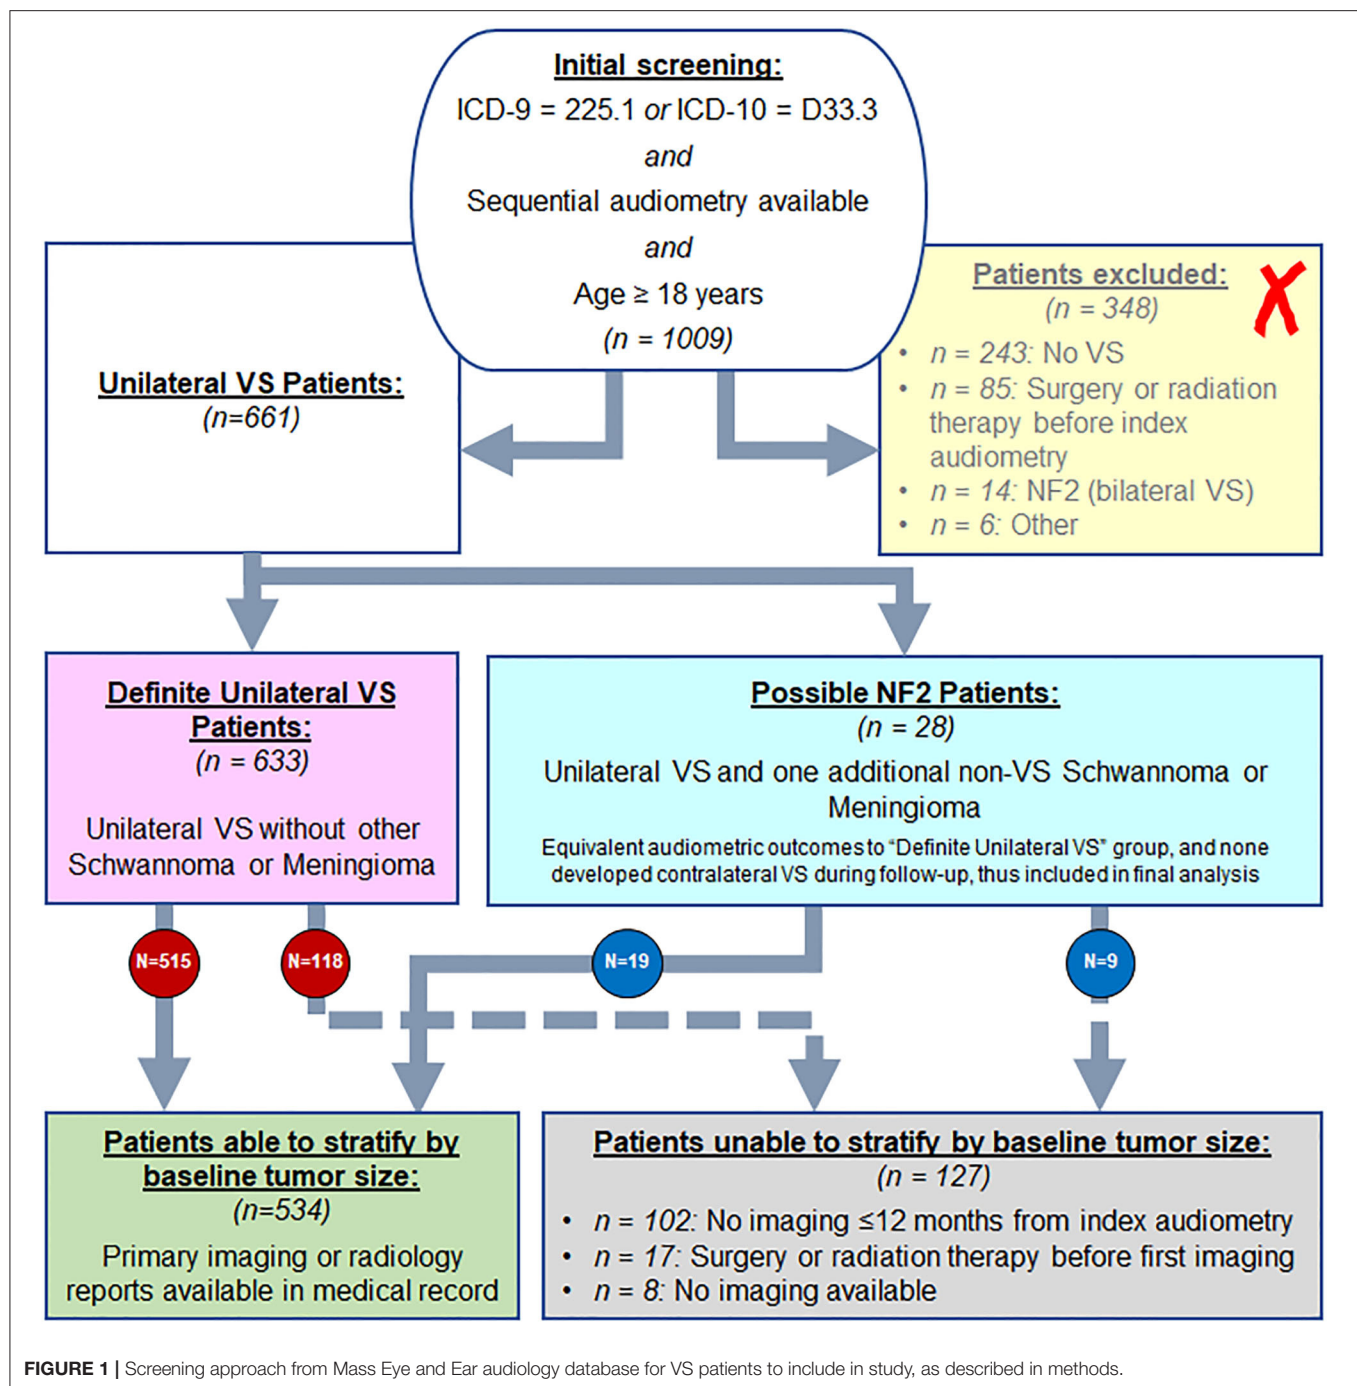 Initial screening:
ICD-9 = 225.1 or ICD-10 = D33.3
and
Sequential audiometry available
and
Age ≥ 18 years
(n = 1009)
Unilateral VS Patients:
(n=661)
Patients excluded:
(n = 348)
• n = 243: No VS
• n = 85: Surgery or radiation
therapy before index
audiometry
• n = 14: NF2 (bilateral VS)
• n = 6: Other
Definite Unilateral VS
Patients:
(n = 633)
Unilateral VS without other
Schwannoma or Meningioma
Possible NF2 Patients:
(n = 28)
Unilateral VS and one additional non-VS Schwannoma or
Meningioma
Equivalent audiometric outcomes to “Definite Unilateral VS” group, and none
developed contralateral VS during follow-up, thus included in final analysis
N=515
N=118
N=19
N=9
Patients able to stratify by
baseline tumor size:
(n=534)
Primary imaging or radiology
reports available in medical record
Patients unable to stratify by baseline tumor size:
(n = 127)
• n = 102: No imaging ≤12 months from index audiometry
• n = 17: Surgery or radiation therapy before first imaging
• n = 8: No imaging available
FIGURE 1 | Screening approach from Mass Eye and Ear audiology database for VS patients to include in study, as described in methods.